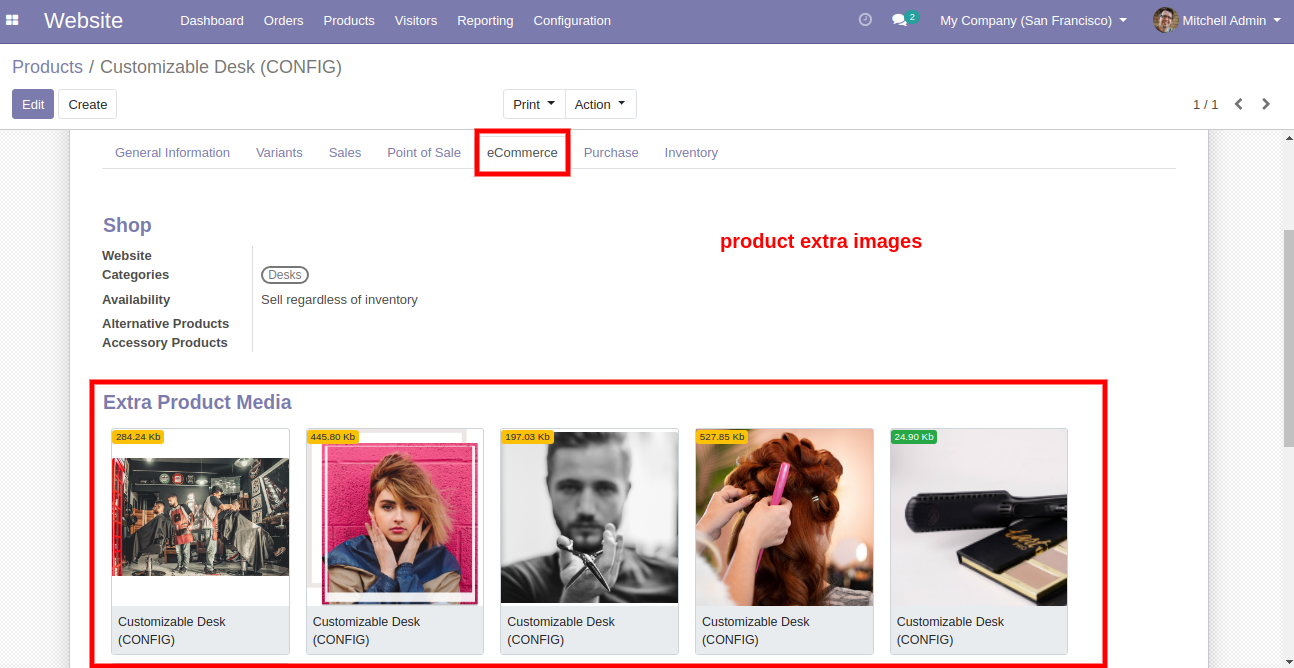 Website Dashboard Orders Products Visitors Reporting Configuration 2 My Company (San Francisco) Mitchell Admin
Products / Customizable Desk (CONFIG)
Edit Create Print Action 1 / 1
General Information Variants Sales Point of Sale eCommerce Purchase Inventory
Shop
product extra images
Website
Categories Desks
Availability Sell regardless of inventory
Alternative Products
Accessory Products
Extra Product Media
284.24 Kb 445.80 Kb 197.03 Kb 527.85 Kb 24.90 Kb
Customizable Desk Customizable Desk Customizable Desk Customizable Desk Customizable Desk
(CONFIG) (CONFIG) (CONFIG) (CONFIG) (CONFIG)